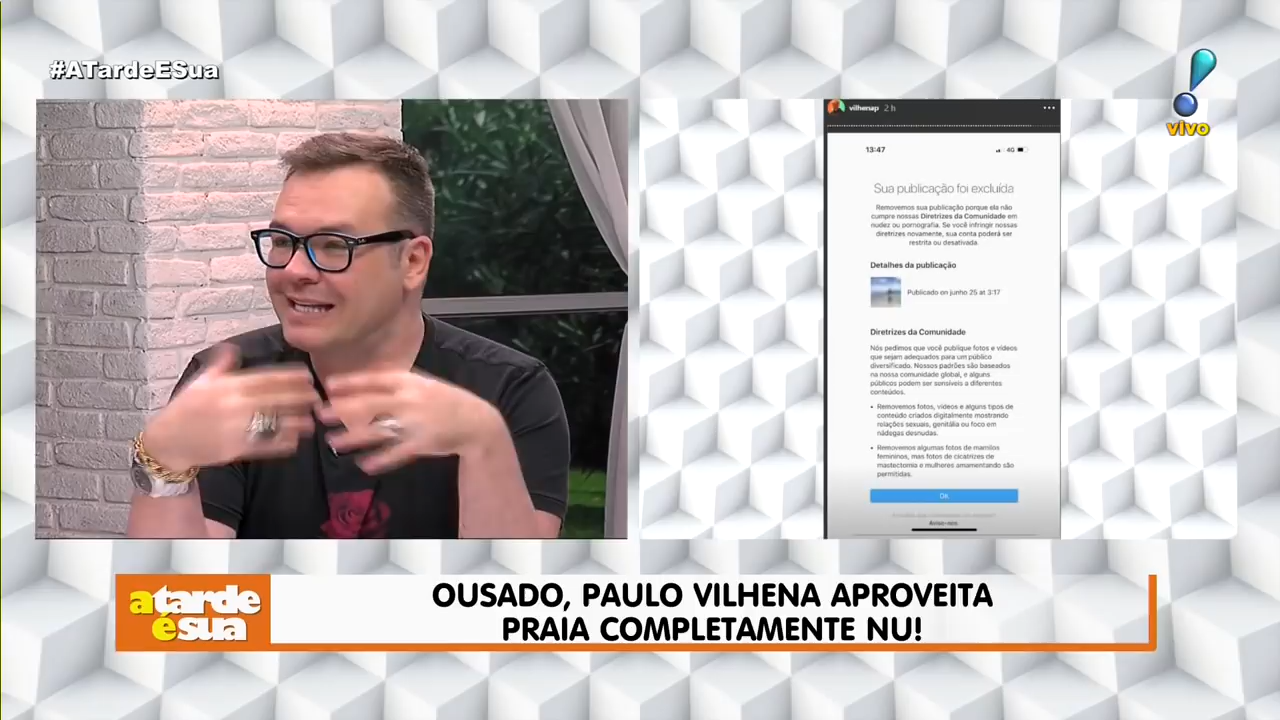 #ATardeESua
vivo
vilhenap 2 h
13:47
4G
Sua publicação foi excluída
Removemos sua publicação porque ela não
cumpre nossas Diretrizes da Comunidade em
nudez ou pornografia. Se você infringir nossas
diretrizes novamente, sua conta poderá ser
restrita ou desativada.
Detalhes da publicação
Publicado on junho 25 at 3:17
Diretrizes da Comunidade
Nós pedimos que você publique fotos e vídeos
que sejam adequados para um público
diversificado. Nossos padrões são baseados
na nossa comunidade global, e alguns
públicos podem ser sensíveis a diferentes
conteúdos.
• Removemos fotos, vídeos e alguns tipos de
conteúdo criados digitalmente mostrando
relações sexuais, genitália ou foco em
nádegas desnudas.
• Removemos algumas fotos de mamilos
femininos, mas fotos de cicatrizes de
mastectomia e mulheres amamentando são
permitidas.
OK
Avise-nos.
a tarde
é sua
OUSADO, PAULO VILHENA APROVEITA
PRAIA COMPLETAMENTE NU!